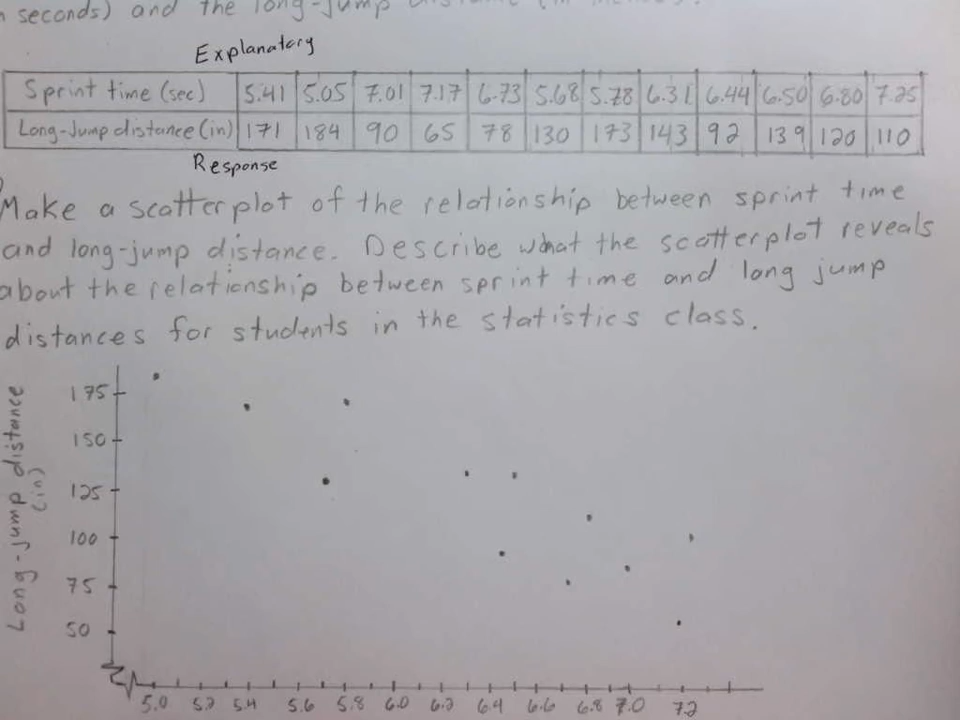 seconds) and the long-jump
Explanatory
Sprint time (sec) 5.41 5.05 7.01 7.17 6.73 5.68 5.78 6.31 6.44 6.50 6.80 7.25
Long-Jump distance (in) 171 184 90 65 78 130 173 143 92 139 120 110
Response
Make a scatterplot of the relationship between sprint time
and long-jump distance. Describe what the scatterplot reveals
about the relationship between sprint time and long jump
distances for students in the statistics class.
Long-jump distance
(in)
175
150
125
100
75
50
5.0 5.2 5.4 5.6 5.8 6.0 6.2 6.4 6.6 6.8 7.0 7.2